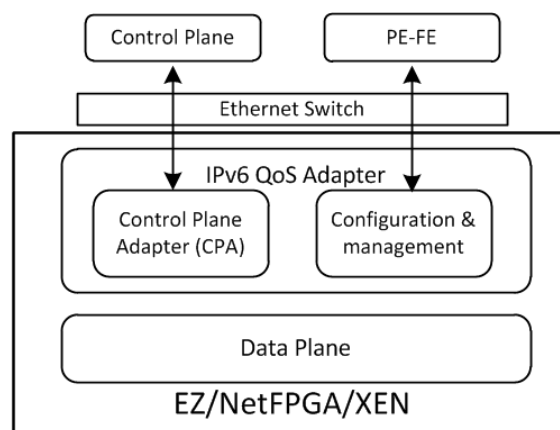 Control Plane
PE-FE
Ethernet Switch
IPv6 QoS Adapter
Control Plane
Adapter (CPA)
Configuration &
management
Data Plane
EZ/NetFPGA/XEN